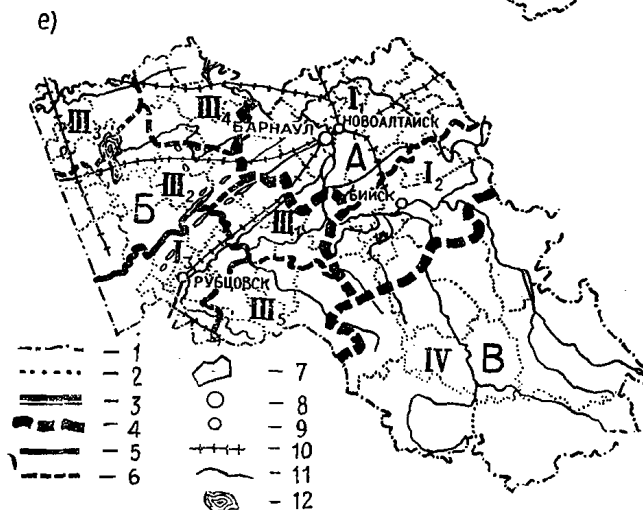 е)
III₃
III₄
I₁
НОВОАЛТАЙСК
БАРНАУЛ
А
III₂
I₂
Б
БИЙСК
III₁
I
РУБЦОВСК
III₅
IV
В
- 1
- 2
- 3
- 4
- 5
- 6
- 7
- 8
- 9
- 10
- 11
- 12